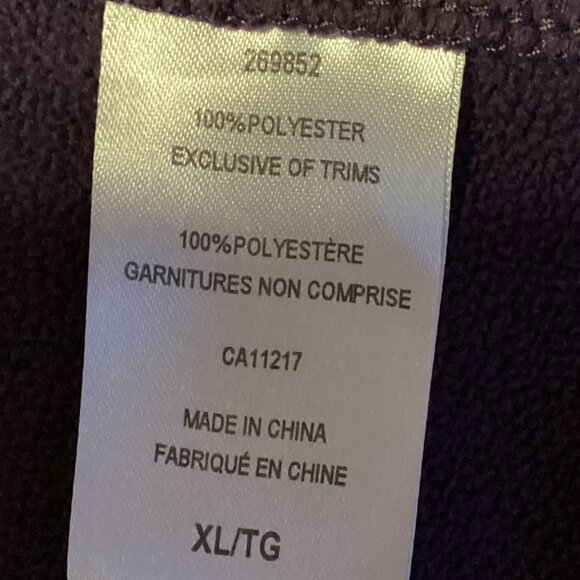 269852
100%POLYESTER
EXCLUSIVE OF TRIMS
100%POLYESTÈRE
GARNITURES NON COMPRISE
CA11217
MADE IN CHINA
FABRIQUÉ EN CHINE
XL/TG